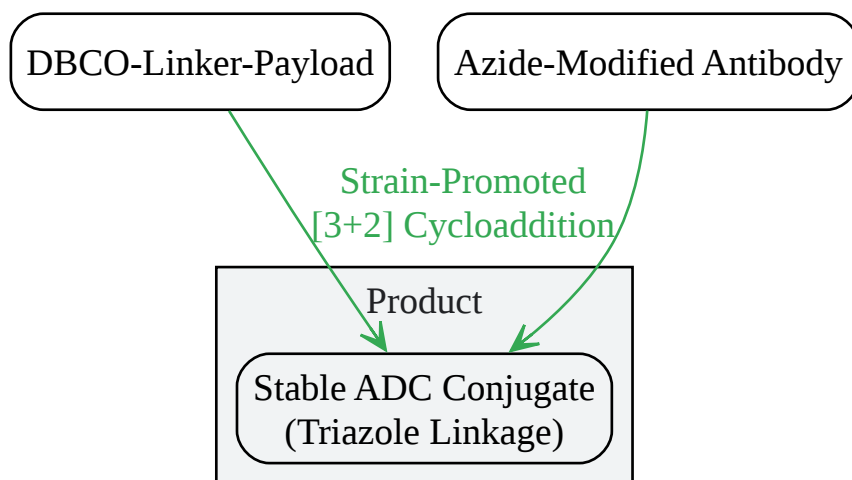 DBCO-Linker-Payload
Azide-Modified Antibody
Strain-Promoted
[3+2] Cycloaddition
Product
Stable ADC Conjugate
(Triazole Linkage)